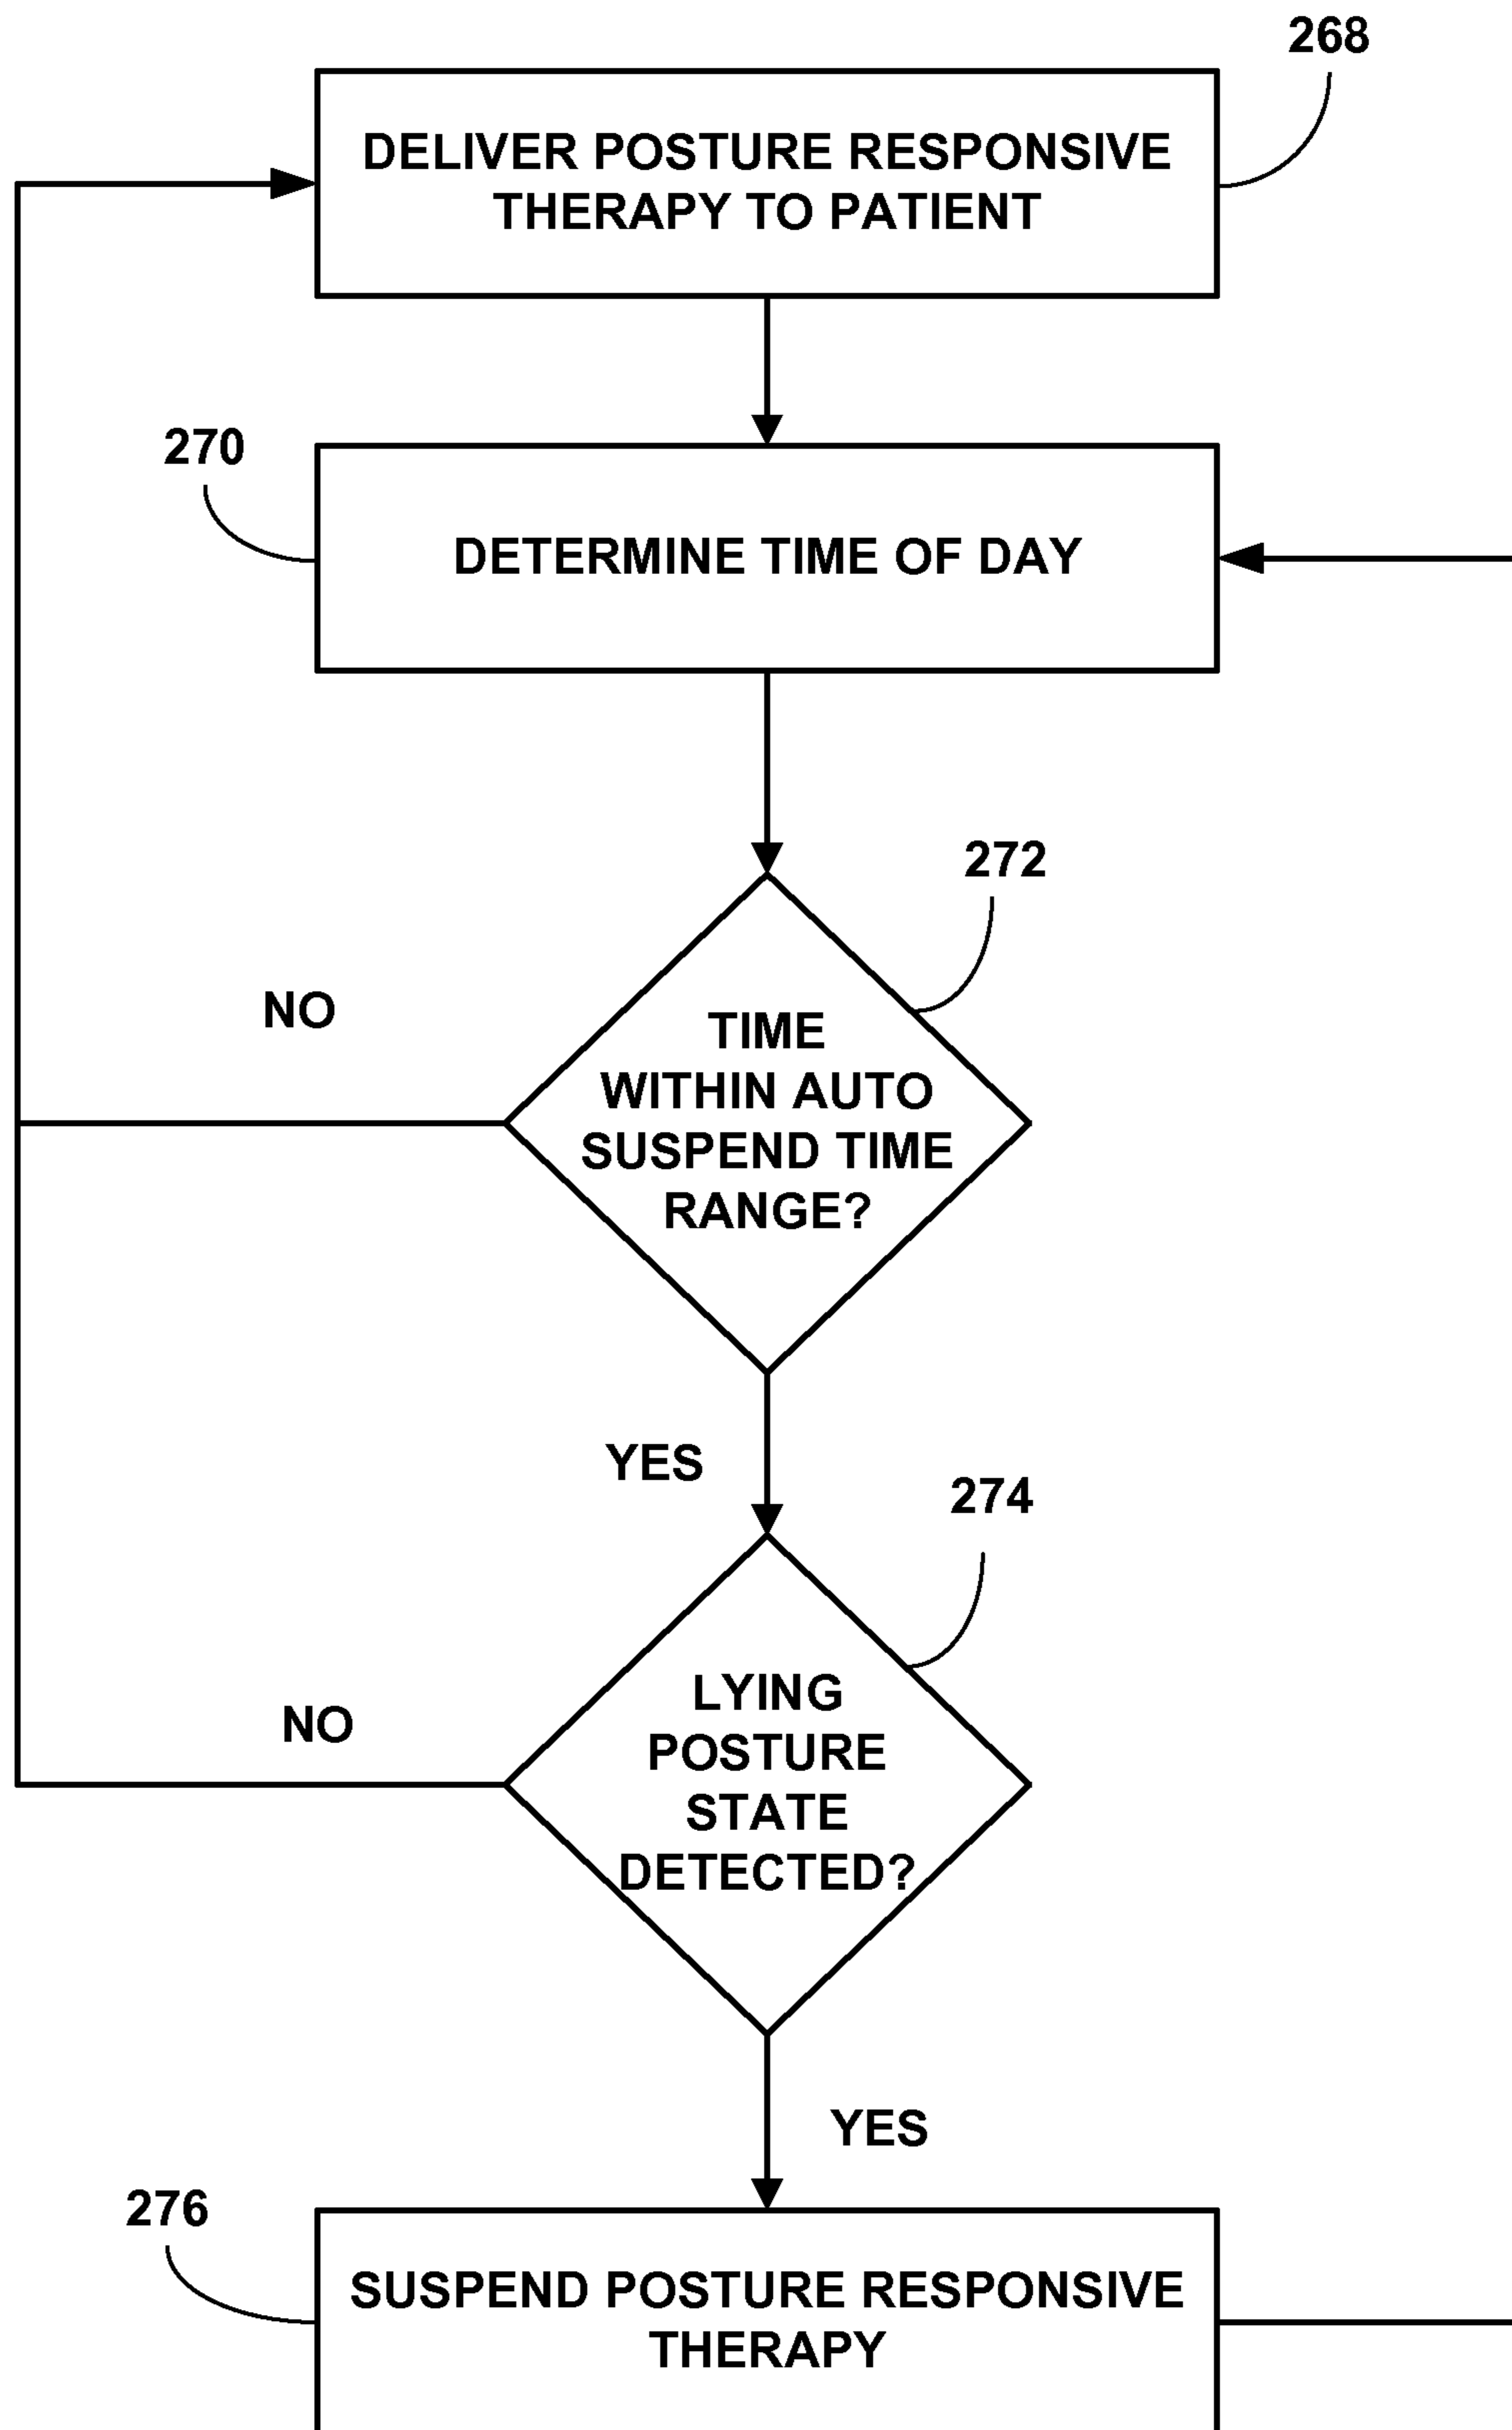 268
DELIVER POSTURE RESPONSIVE
THERAPY TO PATIENT
270
DETERMINE TIME OF DAY
272
NO
TIME
WITHIN AUTO
SUSPEND TIME
RANGE?
YES
274
NO
LYING
POSTURE
STATE
DETECTED?
YES
276
SUSPEND POSTURE RESPONSIVE
THERAPY